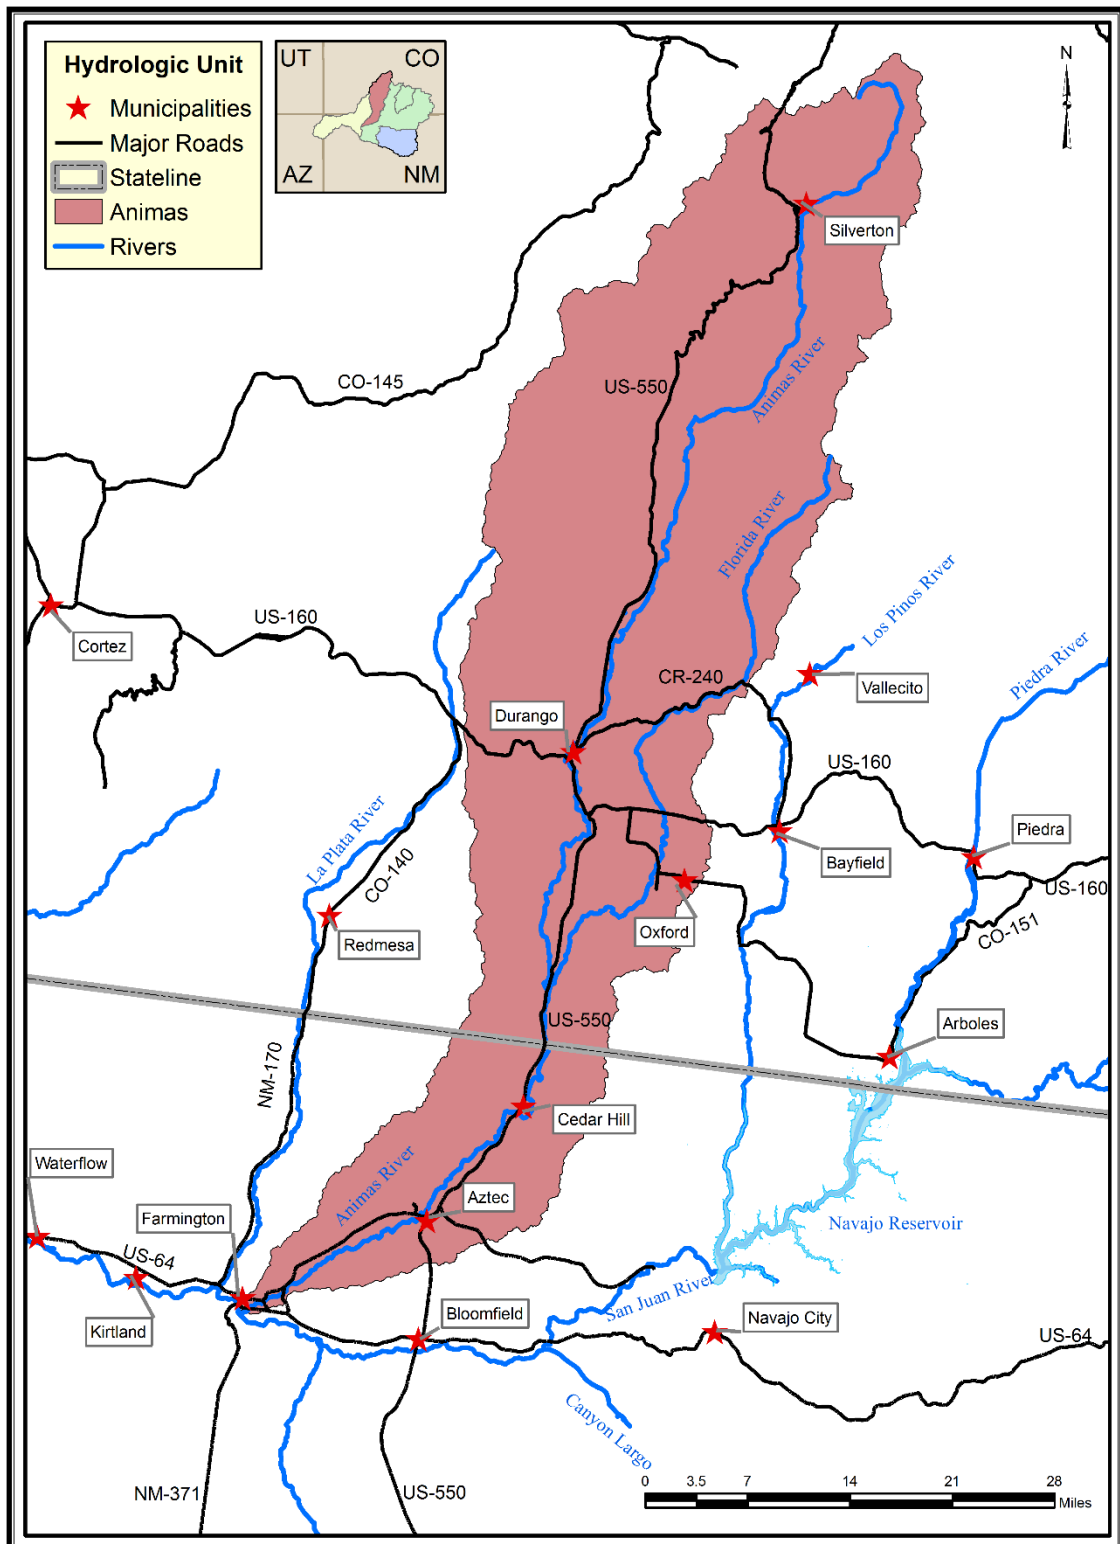 Hydrologic Unit
Municipalities
Major Roads
Stateline
Animas
Rivers
UT
CO
AZ
NM
N
Silverton
CO-145
US-550
Animas River
Florida River
Los Pinos River
Cortez
US-160
CR-240
Vallecito
Piedra River
Durango
US-160
La Plata River
CO-140
Bayfield
Piedra
US-160
Redmesa
Oxford
CO-151
US-550
Arboles
NM-170
Cedar Hill
Waterflow
Animas River
Aztec
Farmington
Navajo Reservoir
US-64
San Juan River
Kirtland
Bloomfield
Navajo City
US-64
Canyon Largo
NM-371
US-550
0 3.5 7 14 21 28
Miles